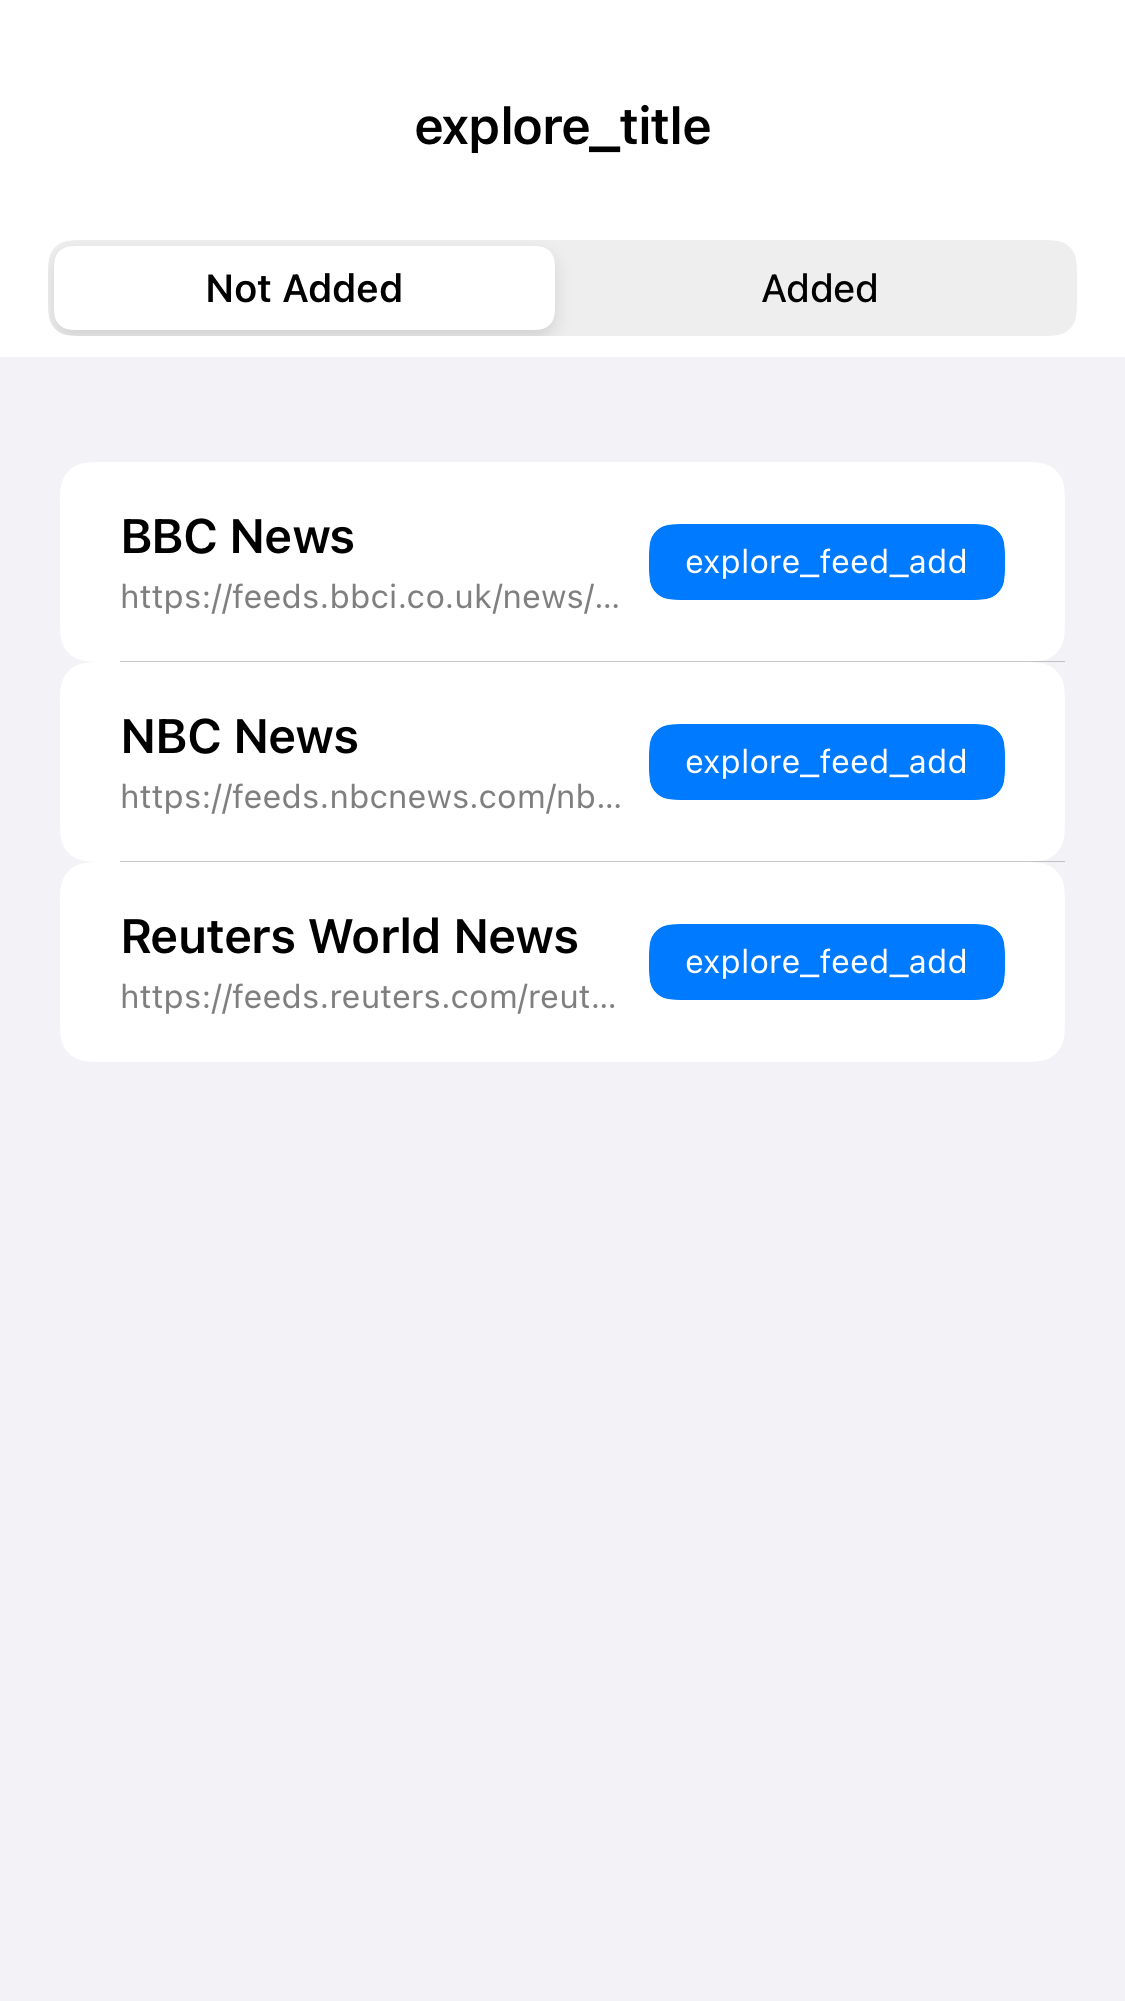 explore_title
Not Added
Added
BBC News
https://feeds.bbci.co.uk/news/...
explore_feed_add
NBC News
https://feeds.nbcnews.com/nb...
explore_feed_add
Reuters World News
https://feeds.reuters.com/reut...
explore_feed_add